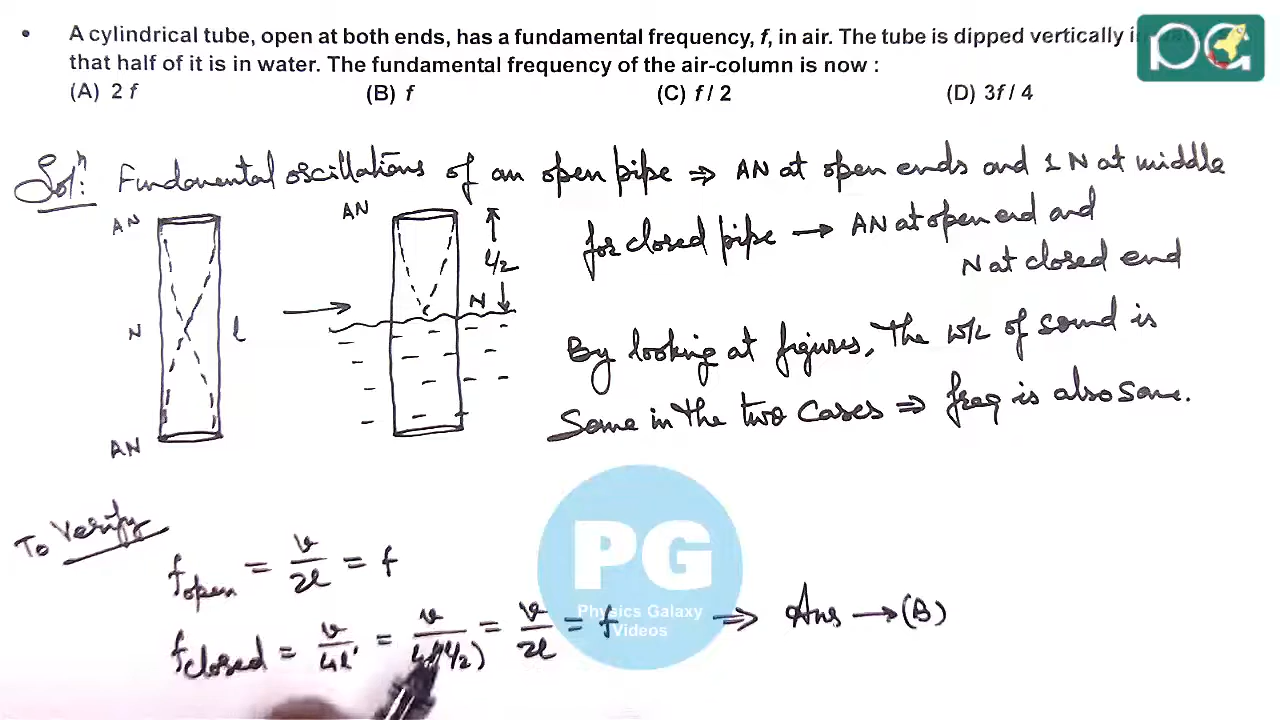 • A cylindrical tube, open at both ends, has a fundamental frequency, f, in air. The tube is dipped vertically
that half of it is in water. The fundamental frequency of the air-column is now :
(A) 2 f (B) f (C) f / 2 (D) 3f / 4
PG
Solⁿ: Fundamental oscillations of an open pipe ⇒ AN at open ends and 1 N at middle
for closed pipe → AN at open end and
N at closed end
AN
N l
AN
AN
l/2
N
By looking at figures, The w/L of sound is
Same in the two Cases ⇒ freq is also same.
To Verify
f open = v/2l = f
f closed = v/4l' = v/4(l/2) = v/2l = f ⇒ Ans → (B)
PG
Physics Galaxy
Videos